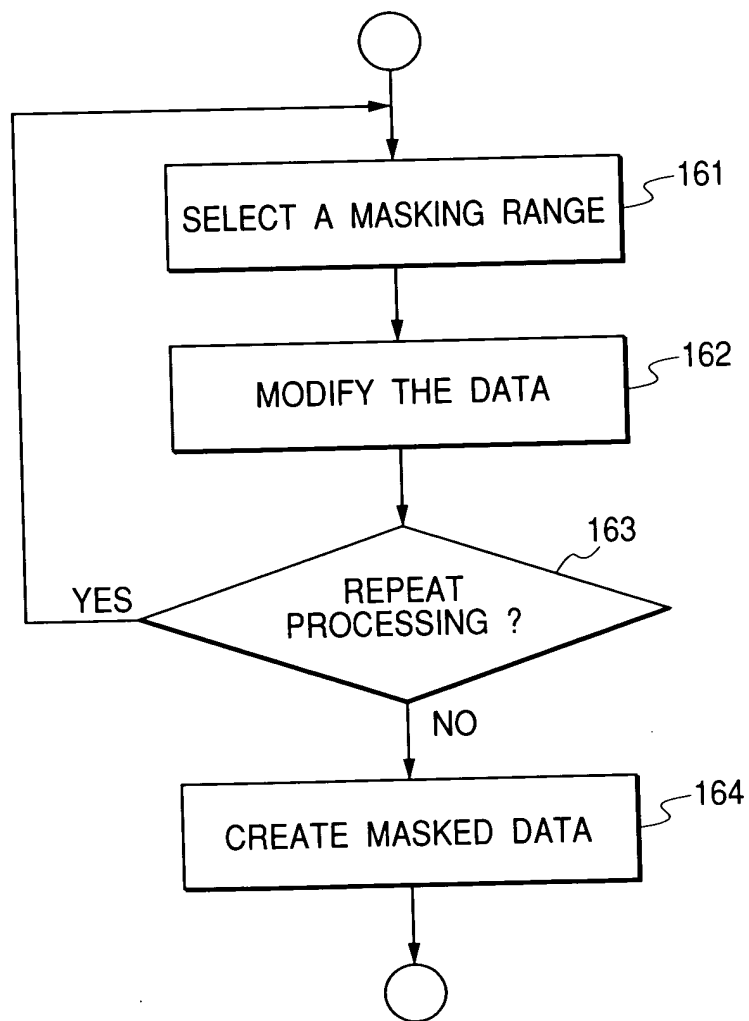 SELECT A MASKING RANGE
161
MODIFY THE DATA
162
163
REPEAT
PROCESSING ?
YES
NO
CREATE MASKED DATA
164